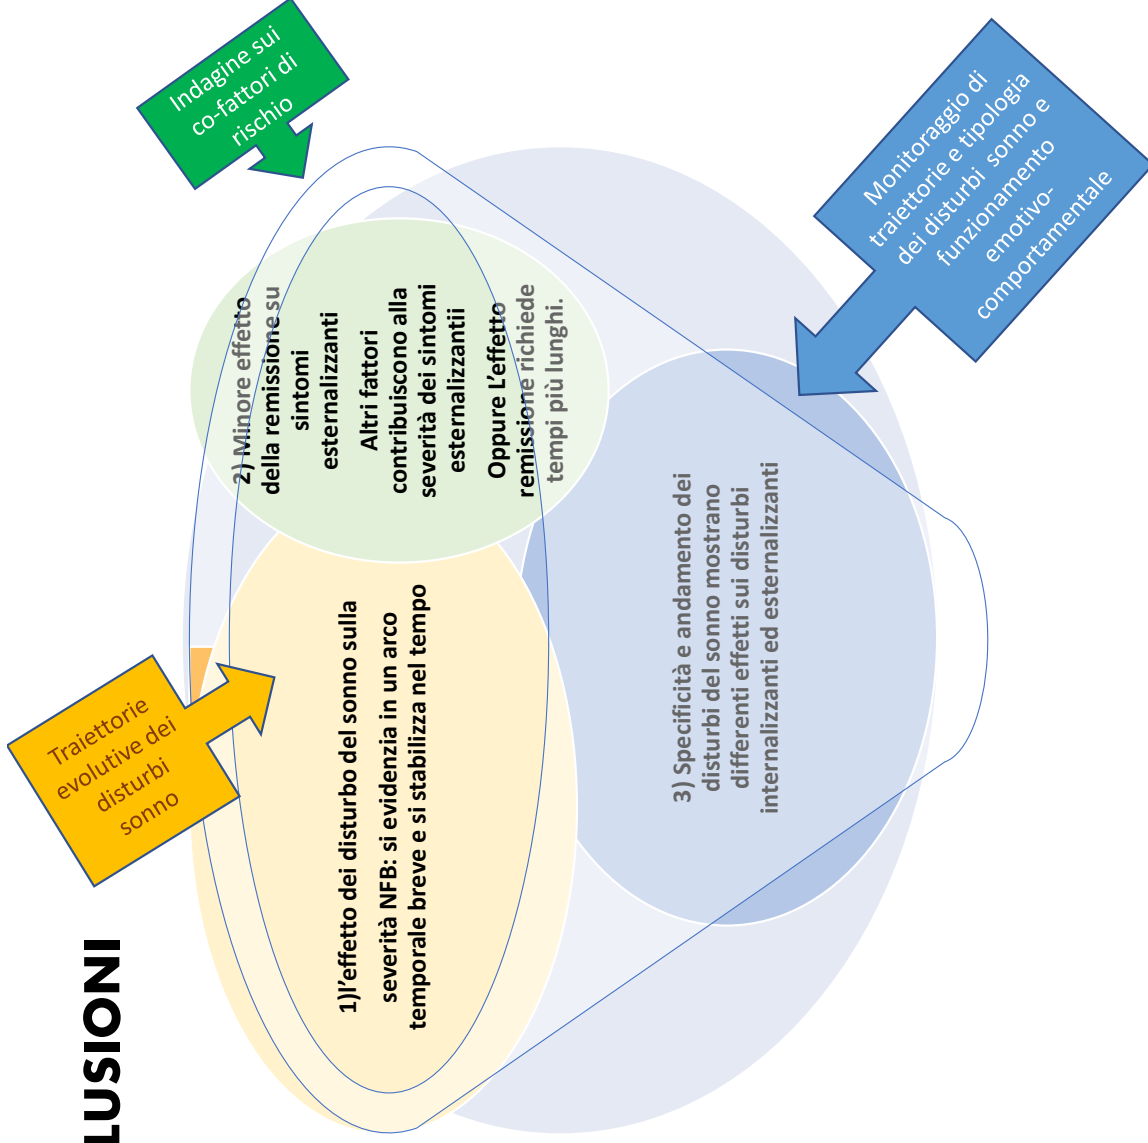 LUSIONI
Traiettorie
evolutive dei
disturbi
sonno
Indagine sui
co-fattori di
rischio
1)l’effetto dei disturbo del sonno sulla
severità NFB: si evidenzia in un arco
temporale breve e si stabilizza nel tempo
2) Minore effetto
della remissione su
sintomi
esternalizzanti
Altri fattori
contribuiscono alla
severità dei sintomi
esternalizzantii
Oppure L’effetto
remissione richiede
tempi più lunghi.
3) Specificità e andamento dei
disturbi del sonno mostrano
differenti effetti sui disturbi
internalizzanti ed esternalizzanti
Monitoraggio di
traiettorie e tipologia
dei disturbi  sonno e
funzionamento
emotivo-
comportamentale